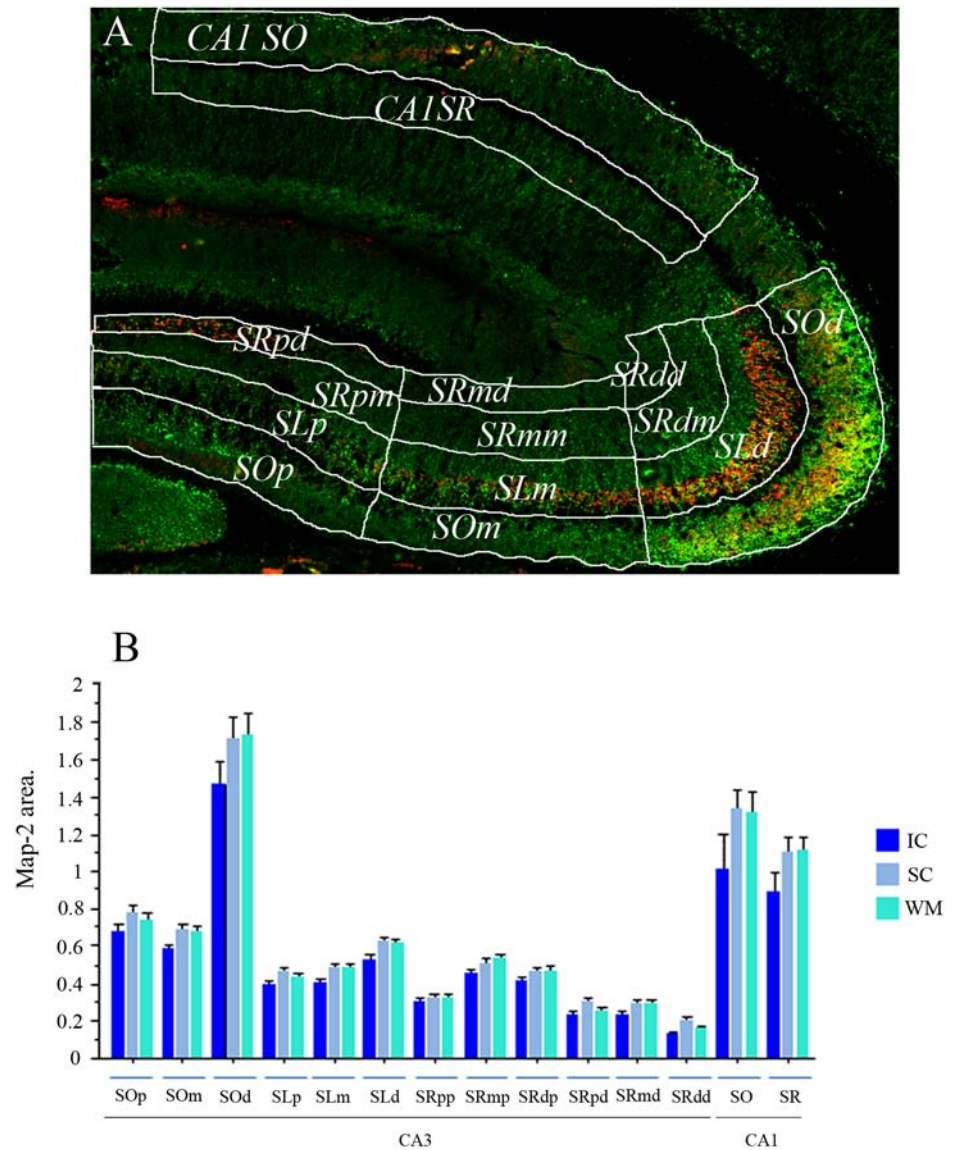 A
CA1 SO
CA1SR
SOd
SRpd
SRmd
SRdd
SRpm
SRdm
SLp
SRmm
SLd
SOp
SLm
SOm
B
2
1.8
1.6
1.4
1.2
1
0.8
0.6
0.4
0.2
0
Map-2 area.
IC
SC
WM
SOp SOm SOd SLp SLm SLd SRpp SRmp SRdp SRpd SRmd SRdd SO SR
CA3 CA1